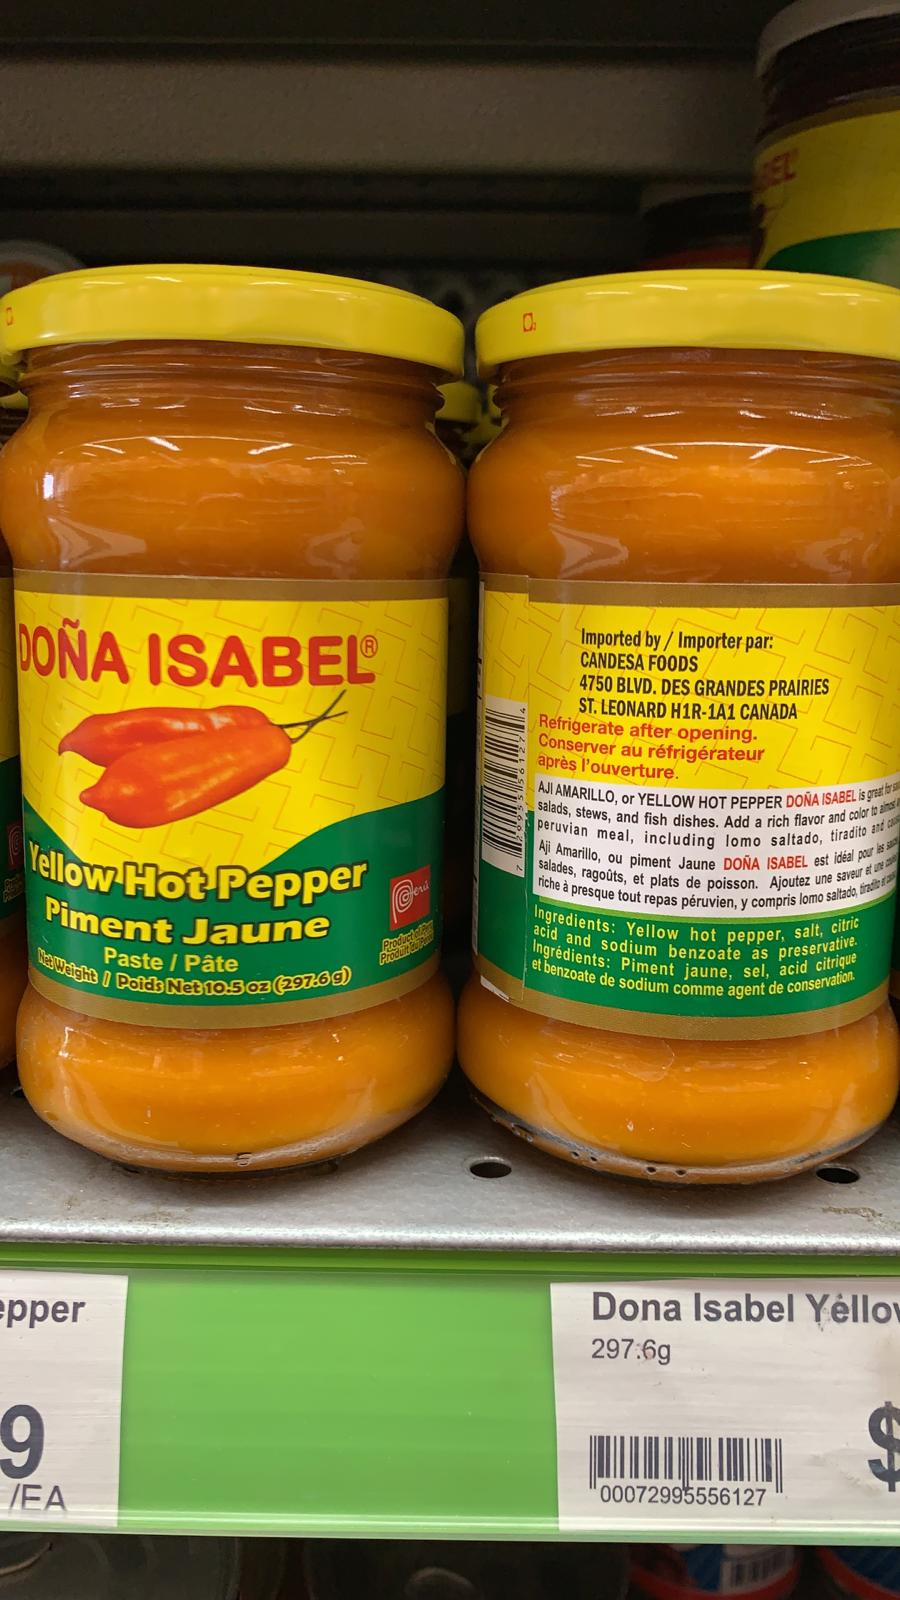 DOÑA ISABEL®
Yellow Hot Pepper
Piment Jaune
Paste / Pâte
Net Weight / Poids Net 10.5 oz (297.6 g)
Perú
Product of
Produit du
Imported by / Importer par:
CANDESA FOODS
4750 BLVD. DES GRANDES PRAIRIES
ST. LEONARD H1R-1A1 CANADA
Refrigerate after opening.
Conserver au réfrigérateur
après l'ouverture.
AJI AMARILLO, or YELLOW HOT PEPPER DOÑA ISABEL is great for
salads, stews, and fish dishes. Add a rich flavor and color to almost
peruvian meal, including lomo saltado, tiradito and
Aji Amarillo, ou piment Jaune DOÑA ISABEL est idéal pour les
salades, ragoûts, et plats de poisson. Ajoutez une saveur et une
riche à presque tout repas péruvien, y compris lomo saltado, tiradito et
Ingredients: Yellow hot pepper, salt, citric
acid and sodium benzoate as preservative.
Ingrédients: Piment jaune, sel, acid citrique
et benzoate de sodium comme agent de conservation.
epper
9
/EA
Dona Isabel Yello
297.6g
$
00072995556127